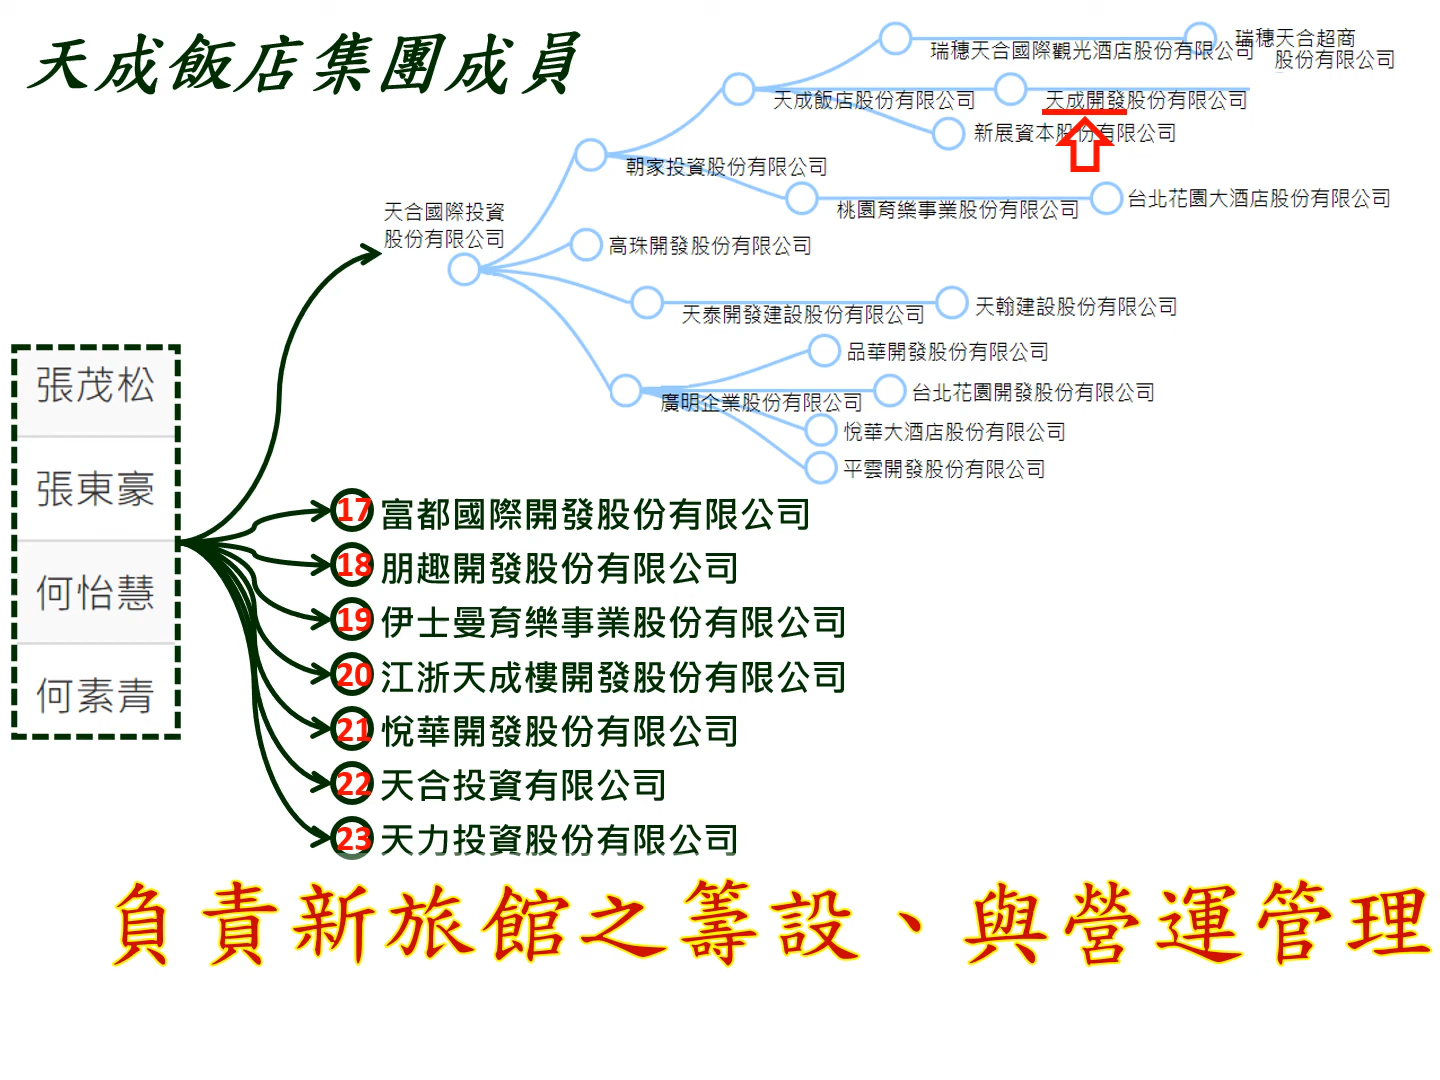 天成飯店集團成員
瑞穗天合國際觀光酒店股份有限公司
瑞穗天合超商
股份有限公司
天成飯店股份有限公司
天成開發股份有限公司
新展資本股份有限公司
朝家投資股份有限公司
桃園育樂事業股份有限公司
台北花園大酒店股份有限公司
天合國際投資
股份有限公司
高珠開發股份有限公司
天泰開發建設股份有限公司
天翰建設股份有限公司
品華開發股份有限公司
廣明企業股份有限公司
台北花園開發股份有限公司
悅華大酒店股份有限公司
平雲開發股份有限公司
張茂松
張東豪
何怡慧
何素青
17 富都國際開發股份有限公司
18 朋趣開發股份有限公司
19 伊士曼育樂事業股份有限公司
20 江浙天成樓開發股份有限公司
21 悅華開發股份有限公司
22 天合投資有限公司
23 天力投資股份有限公司
負責新旅館之籌設、與營運管理